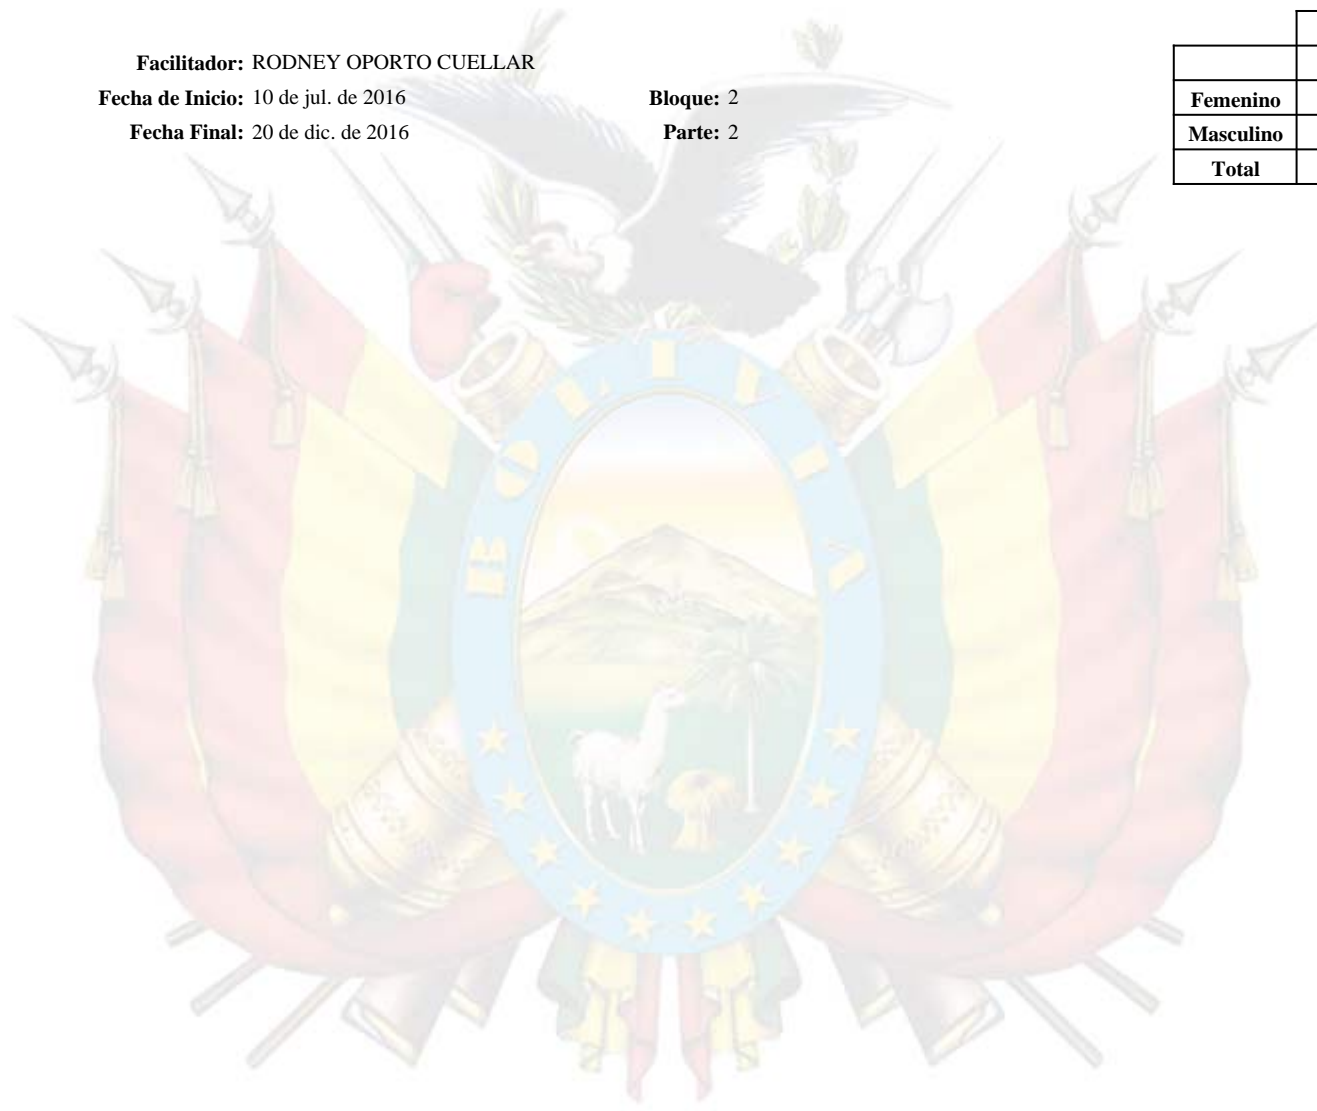 Facilitador: RODNEY OPORTO CUELLAR
Fecha de Inicio: 10 de jul. de 2016 Bloque: 2
Fecha Final: 20 de dic. de 2016 Parte: 2
Femenino
Masculino
Total
BOLIVIA